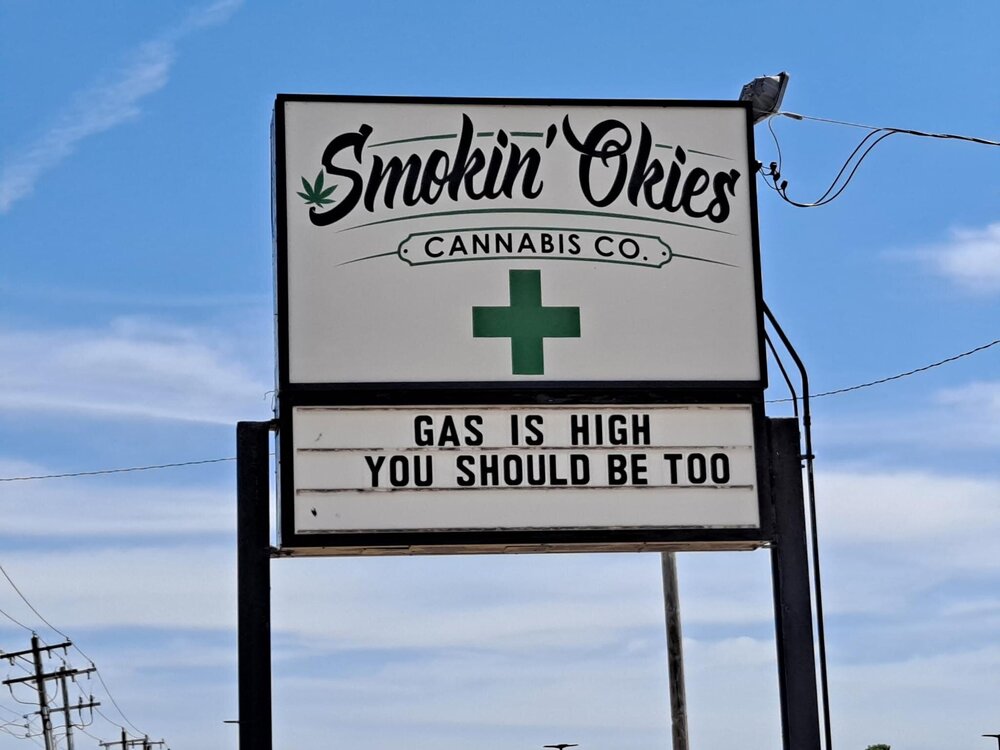 Smokin' Okies
CANNABIS CO.
GAS IS HIGH
YOU SHOULD BE TOO